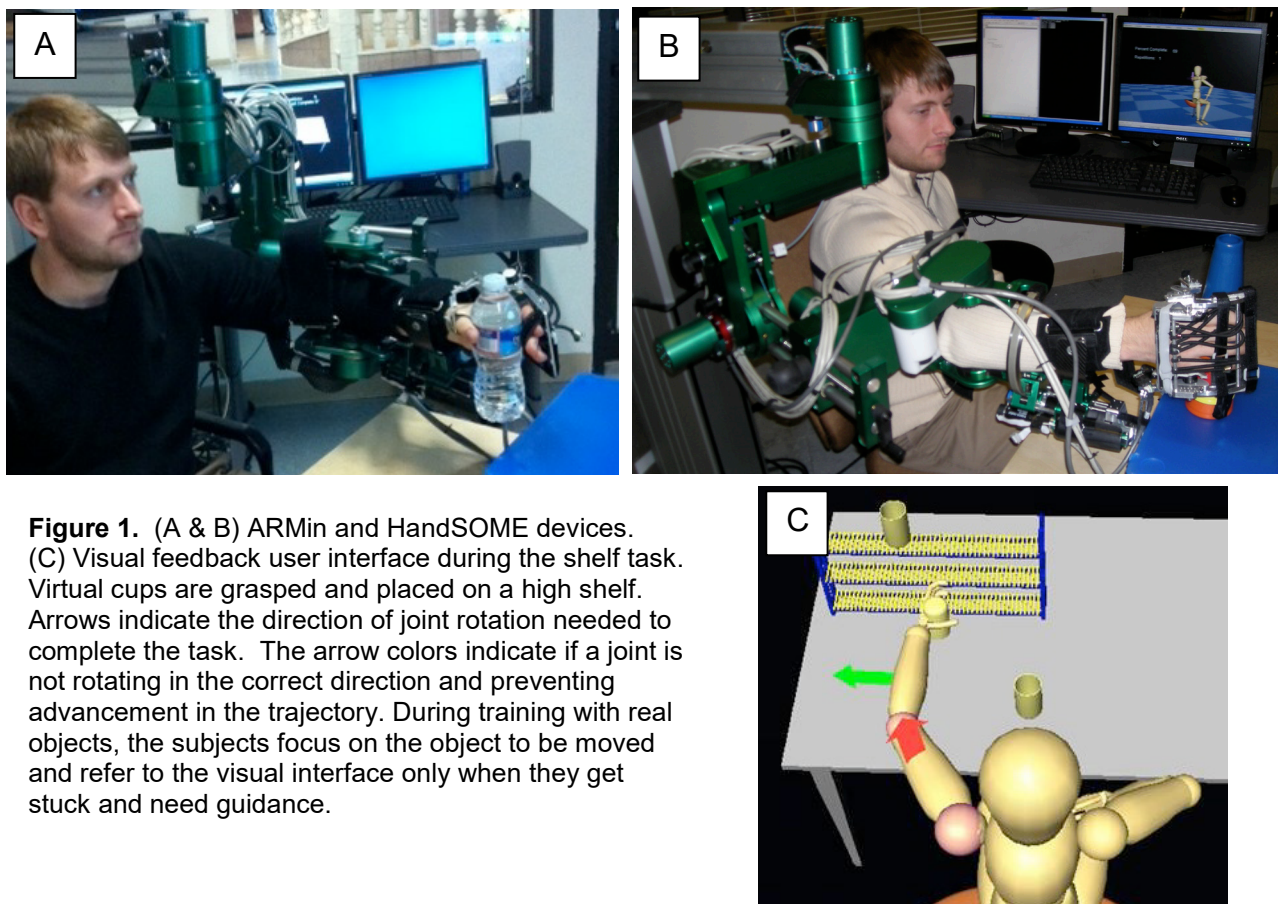 A
B
Percent Complete
Repetitions
DELL
Figure 1. (A & B) ARMin and HandSOME devices.
(C) Visual feedback user interface during the shelf task.
Virtual cups are grasped and placed on a high shelf.
Arrows indicate the direction of joint rotation needed to
complete the task. The arrow colors indicate if a joint is
not rotating in the correct direction and preventing
advancement in the trajectory. During training with real
objects, the subjects focus on the object to be moved
and refer to the visual interface only when they get
stuck and need guidance.
C